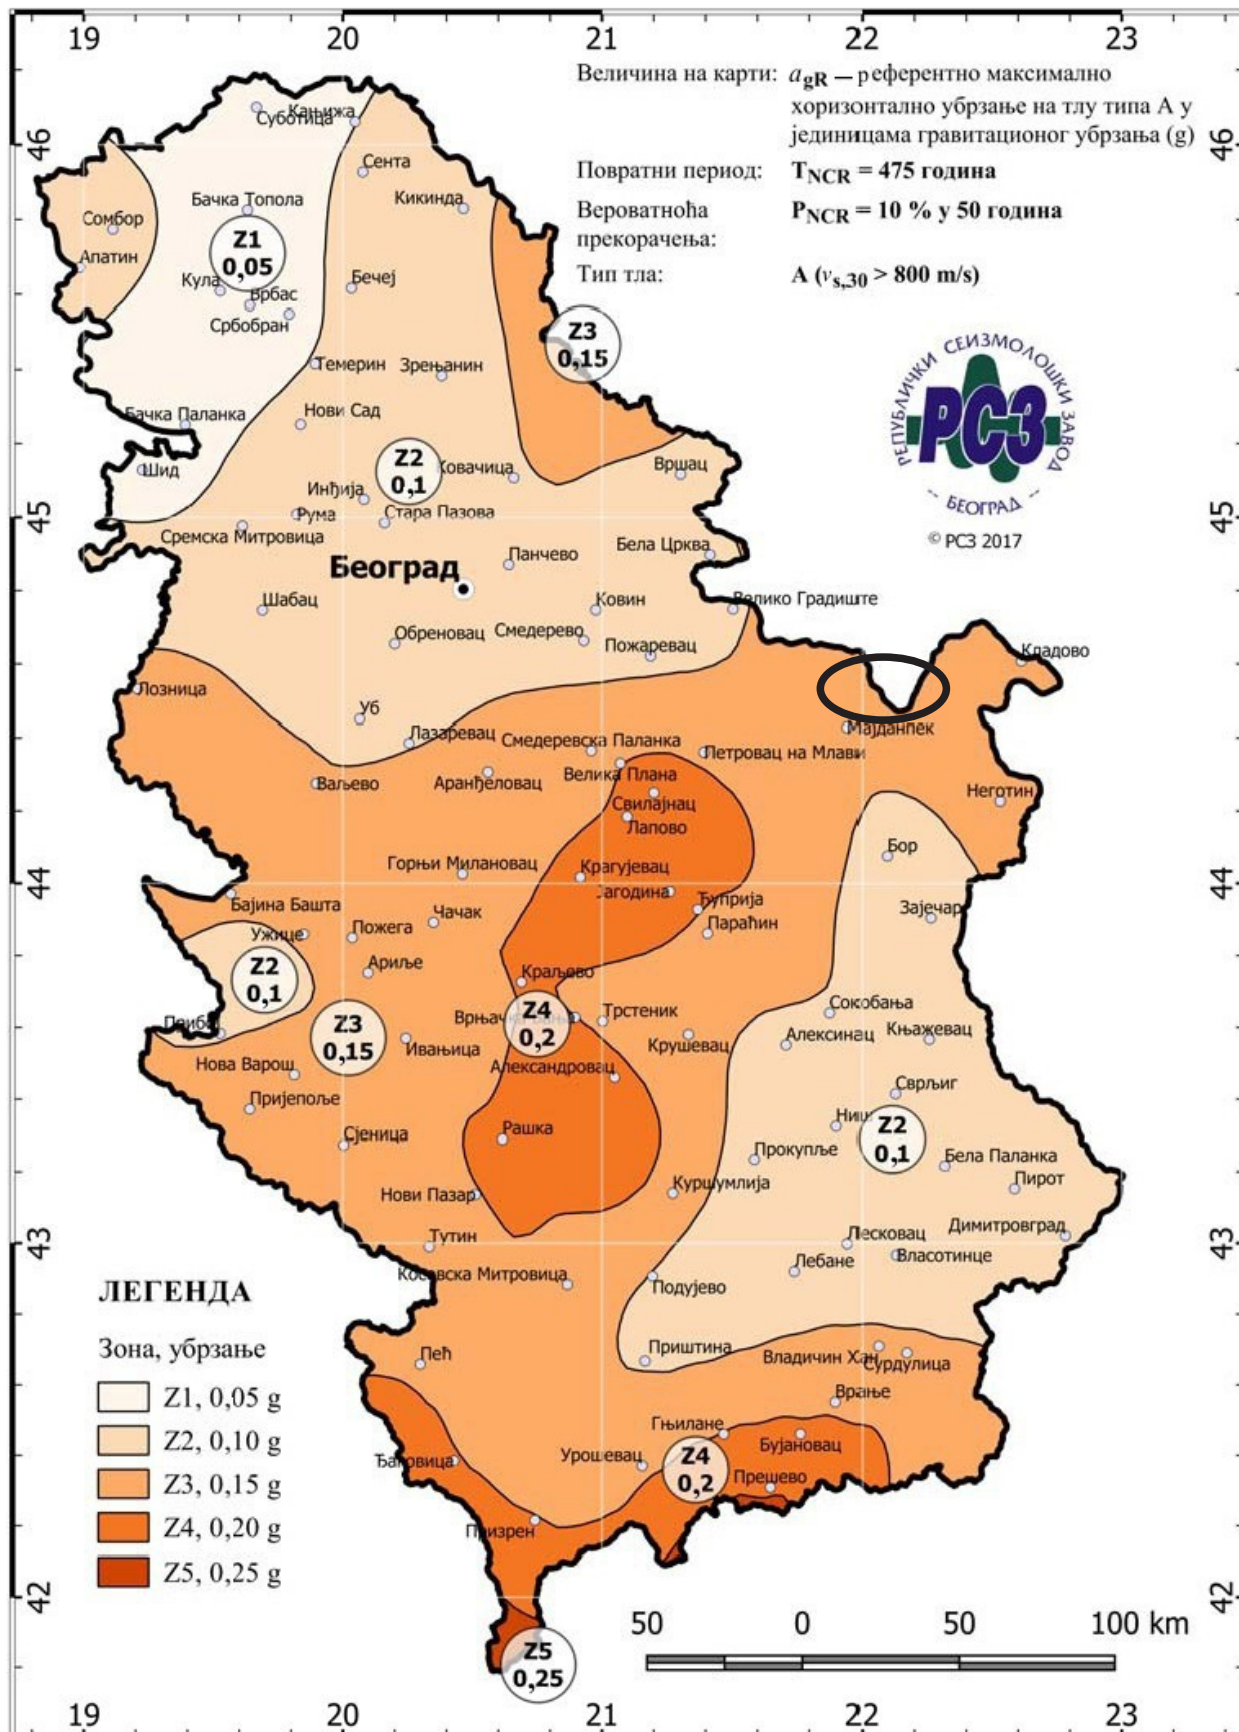 19 20 21 22 23
Величина на карти: agR – референтно максимално
хоризонтално убрзање на тлу типа А у
јединицама гравитационог убрзања (g)
Повратни период: TNCR = 475 година
Вероватноћа PNCR = 10 % у 50 година
прекорачења:
Тип тла: A (vs,30 > 800 m/s)
РЕПУБЛИЧКИ СЕИЗМОЛОШКИ ЗАВОД
РСЗ
-- БЕОГРАД --
© РСЗ 2017
Кањижа
Суботица
46 46
Сента
Бачка Топола
Кикинда
Сомбор
Z1
0,05
Апатин
Кула
Бечеј
Врбас
Србобран
Z3
0,15
Темерин
Зрењанин
Бачка Паланка
Нови Сад
Шид
Z2
0,1
Ковачица
Вршац
Инђија
Рума
Стара Пазова
45 45
Сремска Митровица
Бела Црква
Панчево
Београд
Шабац
Ковин
Велико Градиште
Обреновац
Смедерево
Пожаревац
Кладово
Лозница
Уб
Мајданпек
Лазаревац
Смедеревска Паланка
Петровац на Млави
Ваљево
Аранђеловац
Велика Плана
Неготин
Свилајнац
Лапово
Бор
Горњи Милановац
Крагујевац
44 44
Јагодина
Ћуприја
Бајина Башта
Зајечар
Чачак
Параћин
Ужице
Пожега
Z2
0,1
Ариље
Краљево
Сокобања
Прибој
Z3
0,15
Врњачка Бања
Z4
0,2
Трстеник
Ивањица
Крушевац
Алексинац
Књажевац
Нова Варош
Александровац
Сврљиг
Пријепоље
Ниш
Z2
0,1
Сјеница
Рашка
Прокупље
Бела Паланка
Нови Пазар
Куршумлија
Пирот
Тутин
Лесковац
Димитровград
43 43
Власотинце
Косовска Митровица
Подујево
Лебане
Пећ
Приштина
Владичин Хан
Сурдулица
Врање
Гњилане
Бујановац
Ђаковица
Урошевац
Z4
0,2
Прешево
Призрен
Z5
0,25
ЛЕГЕНДА
Зона, убрзање
Z1, 0,05 g
Z2, 0,10 g
Z3, 0,15 g
Z4, 0,20 g
Z5, 0,25 g
42 42
50 0 50 100 km
19 20 21 22 23